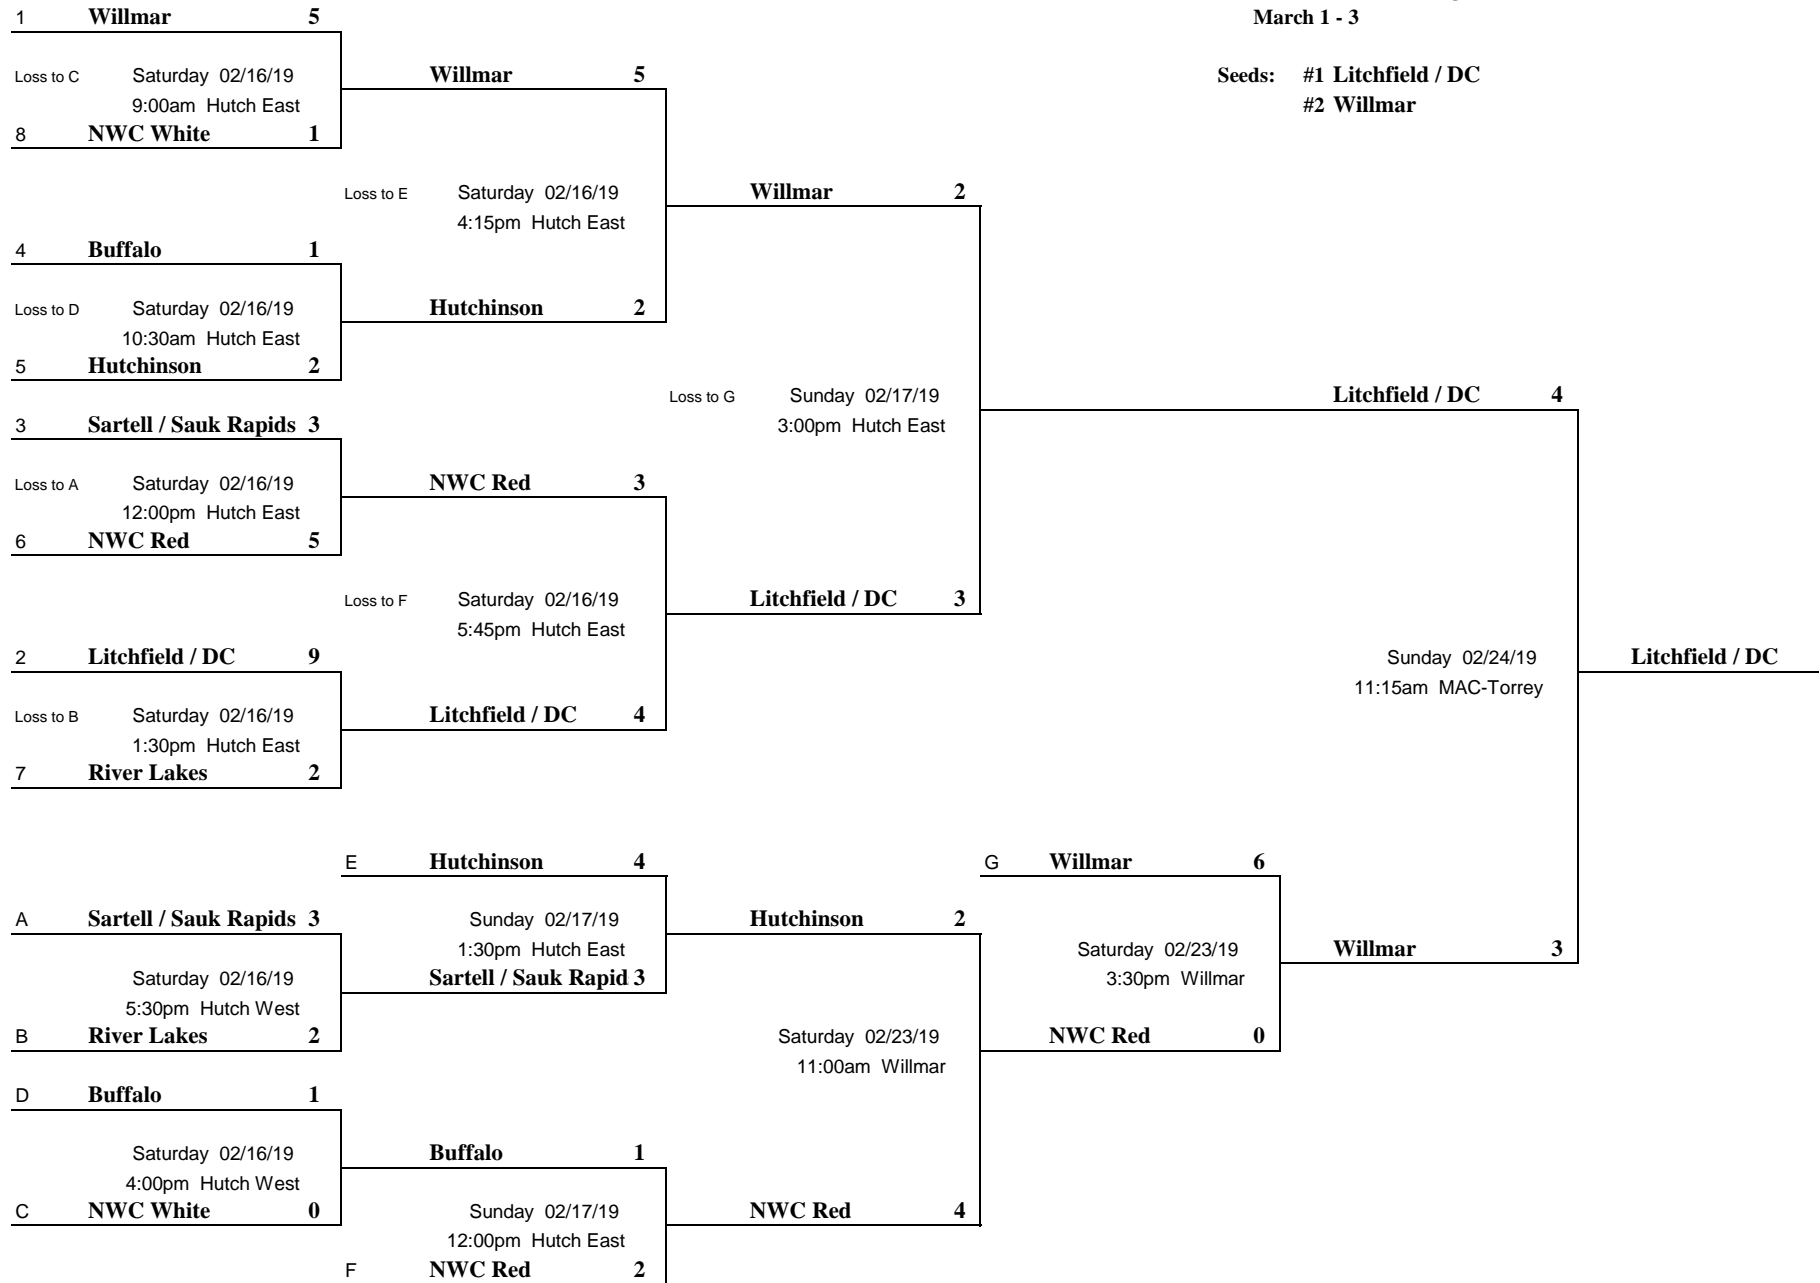 1 Willmar 5
March 1 - 3
Loss to C Saturday 02/16/19 Willmar 5 Seeds: #1 Litchfield / DC
9:00am Hutch East #2 Willmar
8 NWC White 1
Loss to E Saturday 02/16/19 Willmar 2
4:15pm Hutch East
4 Buffalo 1
Loss to D Saturday 02/16/19 Hutchinson 2
10:30am Hutch East
5 Hutchinson 2
Loss to G Sunday 02/17/19 Litchfield / DC 4
3 Sartell / Sauk Rapids 3 3:00pm Hutch East
Loss to A Saturday 02/16/19 NWC Red 3
12:00pm Hutch East
6 NWC Red 5
Loss to F Saturday 02/16/19 Litchfield / DC 3
5:45pm Hutch East
2 Litchfield / DC 9 Sunday 02/24/19 Litchfield / DC
11:15am MAC-Torrey
Loss to B Saturday 02/16/19 Litchfield / DC 4
1:30pm Hutch East
7 River Lakes 2
E Hutchinson 4 G Willmar 6
A Sartell / Sauk Rapids 3 Sunday 02/17/19 Hutchinson 2
1:30pm Hutch East Saturday 02/23/19 Willmar 3
Saturday 02/16/19 Sartell / Sauk Rapid 3 3:30pm Willmar
5:30pm Hutch West
B River Lakes 2 Saturday 02/23/19 NWC Red 0
11:00am Willmar
D Buffalo 1
Saturday 02/16/19 Buffalo 1
4:00pm Hutch West
C NWC White 0 Sunday 02/17/19 NWC Red 4
12:00pm Hutch East
F NWC Red 2